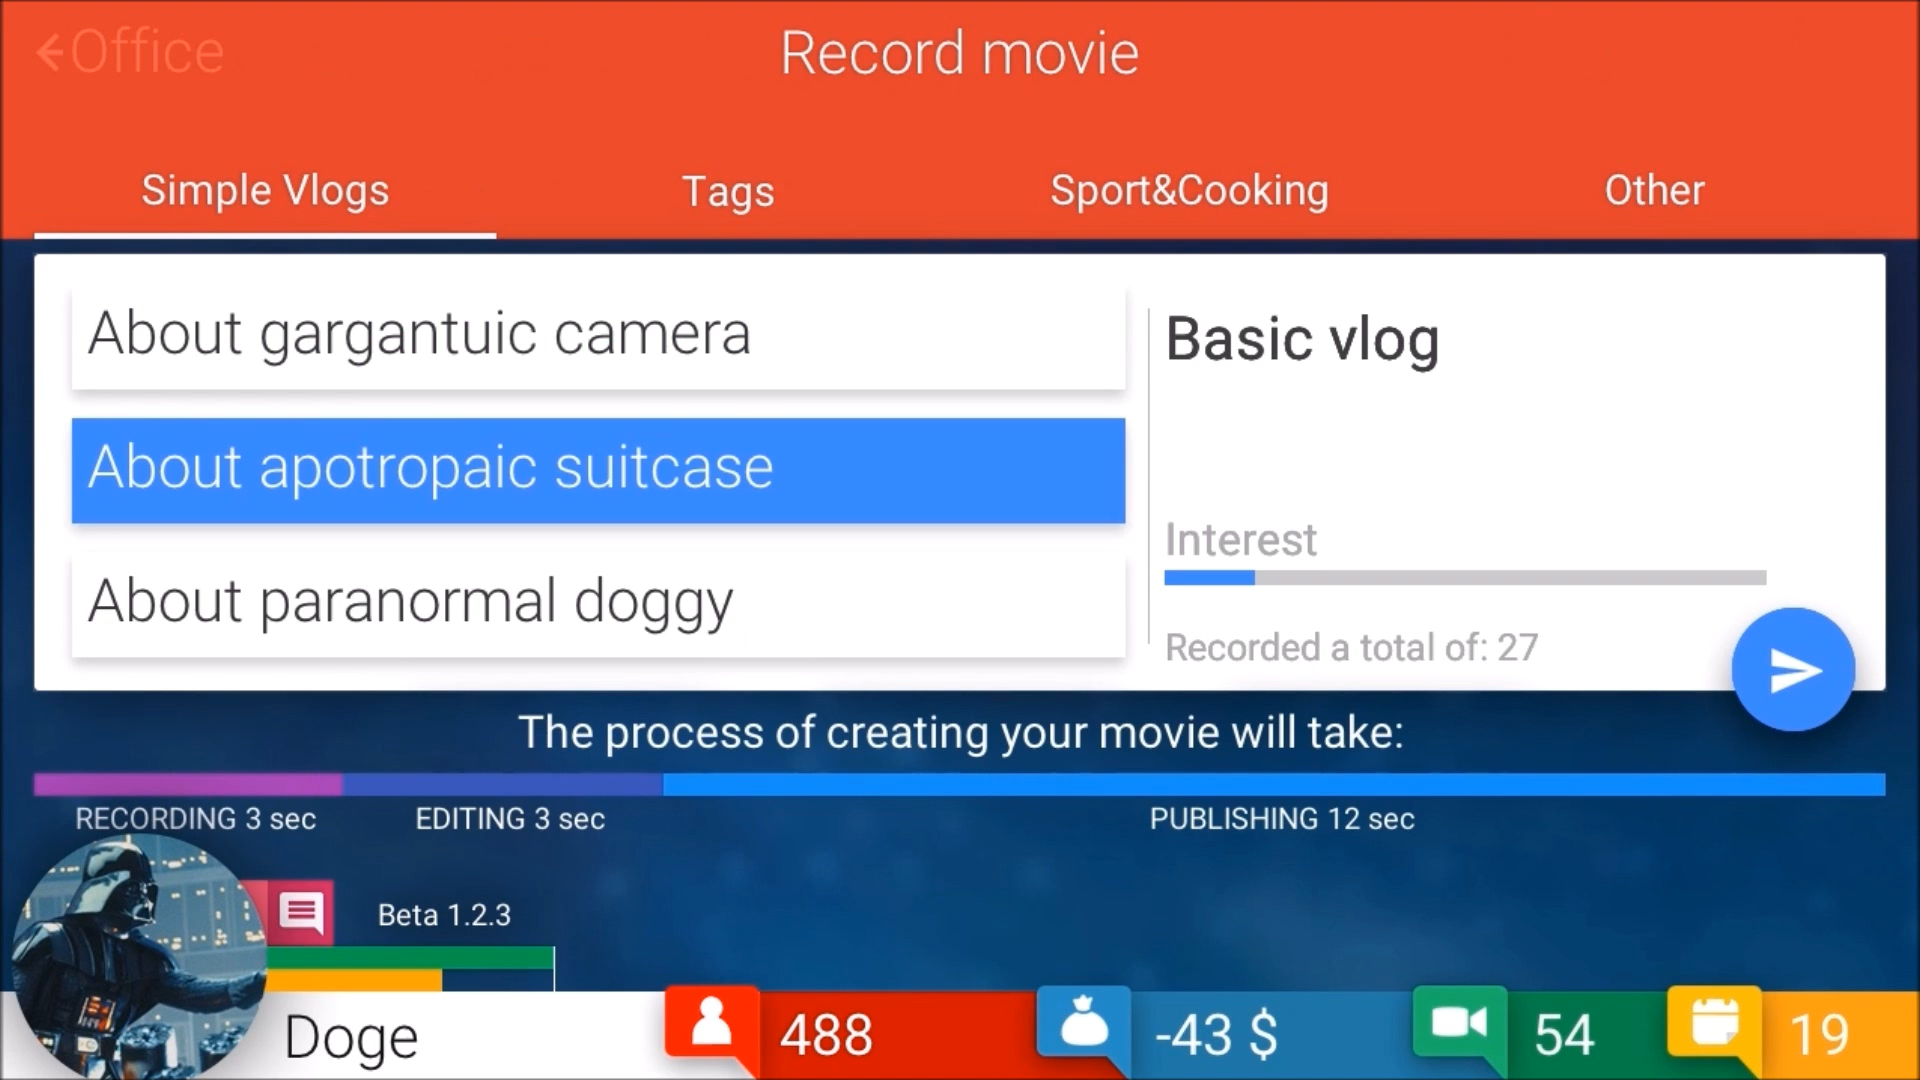 Office
Record movie
Simple Vlogs
Tags
Sport&Cooking
Other
About gargantuic camera
About apotropaic suitcase
About paranormal doggy
Basic vlog
Interest
Recorded a total of: 27
The process of creating your movie will take:
RECORDING 3 sec
EDITING 3 sec
PUBLISHING 12 sec
Beta 1.2.3
Doge
488
-43 $
54
19